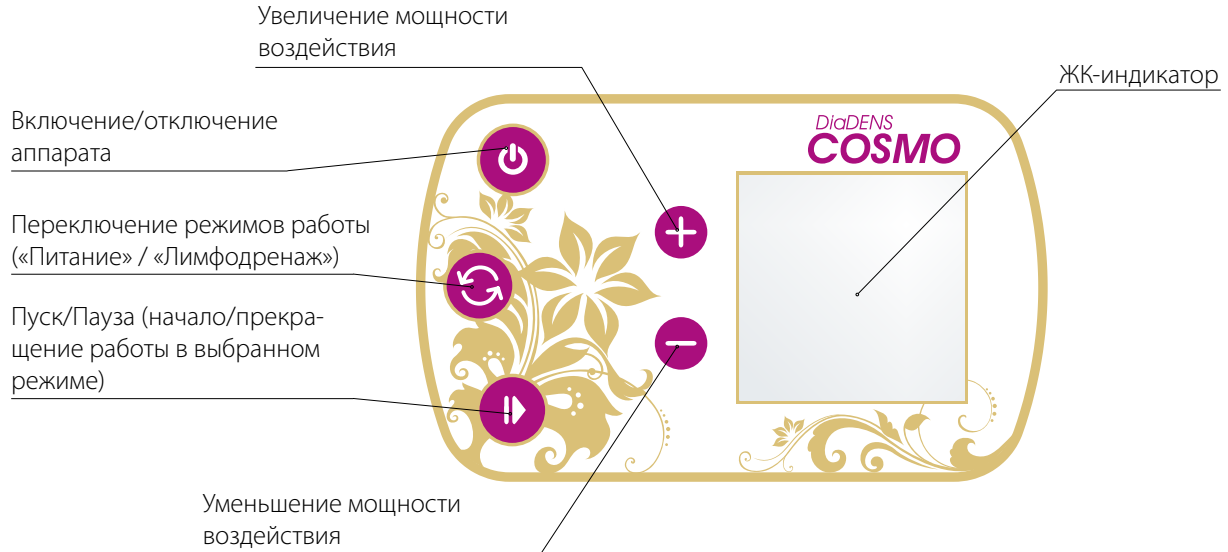 Увеличение мощности
воздействия
ЖК-индикатор
Включение/отключение
аппарата
DiaDENS
COSMO
Переключение режимов работы
(«Питание» / «Лимфодренаж»)
Пуск/Пауза (начало/прекра-
щение работы в выбранном
режиме)
Уменьшение мощности
воздействия